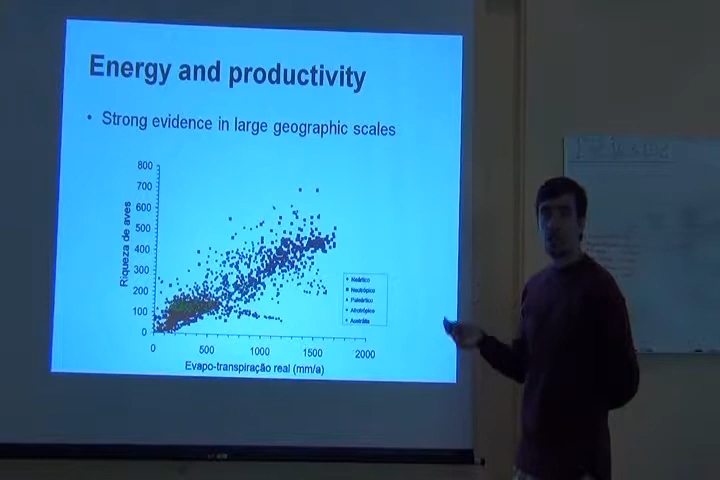 Energy and productivity
• Strong evidence in large geographic scales
800
700
600
500
400
300
200
100
0
Riqueza de aves
0 500 1000 1500 2000
Evapo-transpiração real (mm/a)
Neártico
Neotrópico
Paleártico
Afrotrópico
Austrália